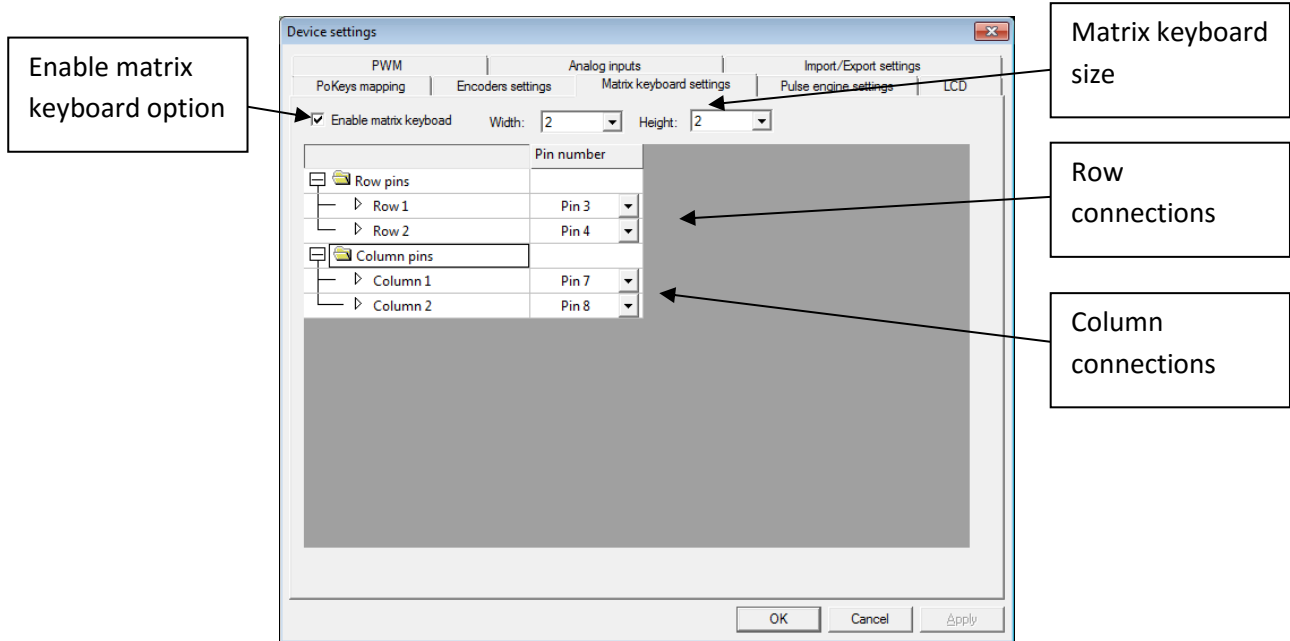 Enable matrix
keyboard option
Matrix keyboard
size
Row
connections
Column
connections
Device settings
PWM
Analog inputs
Import/Export settings
PoKeys mapping
Encoders settings
Matrix keyboard settings
Pulse engine settings
LCD
Enable matrix keyboad
Width: 2
Height: 2
Pin number
Row pins
Row 1 Pin 3
Row 2 Pin 4
Column pins
Column 1 Pin 7
Column 2 Pin 8
OK
Cancel
Apply